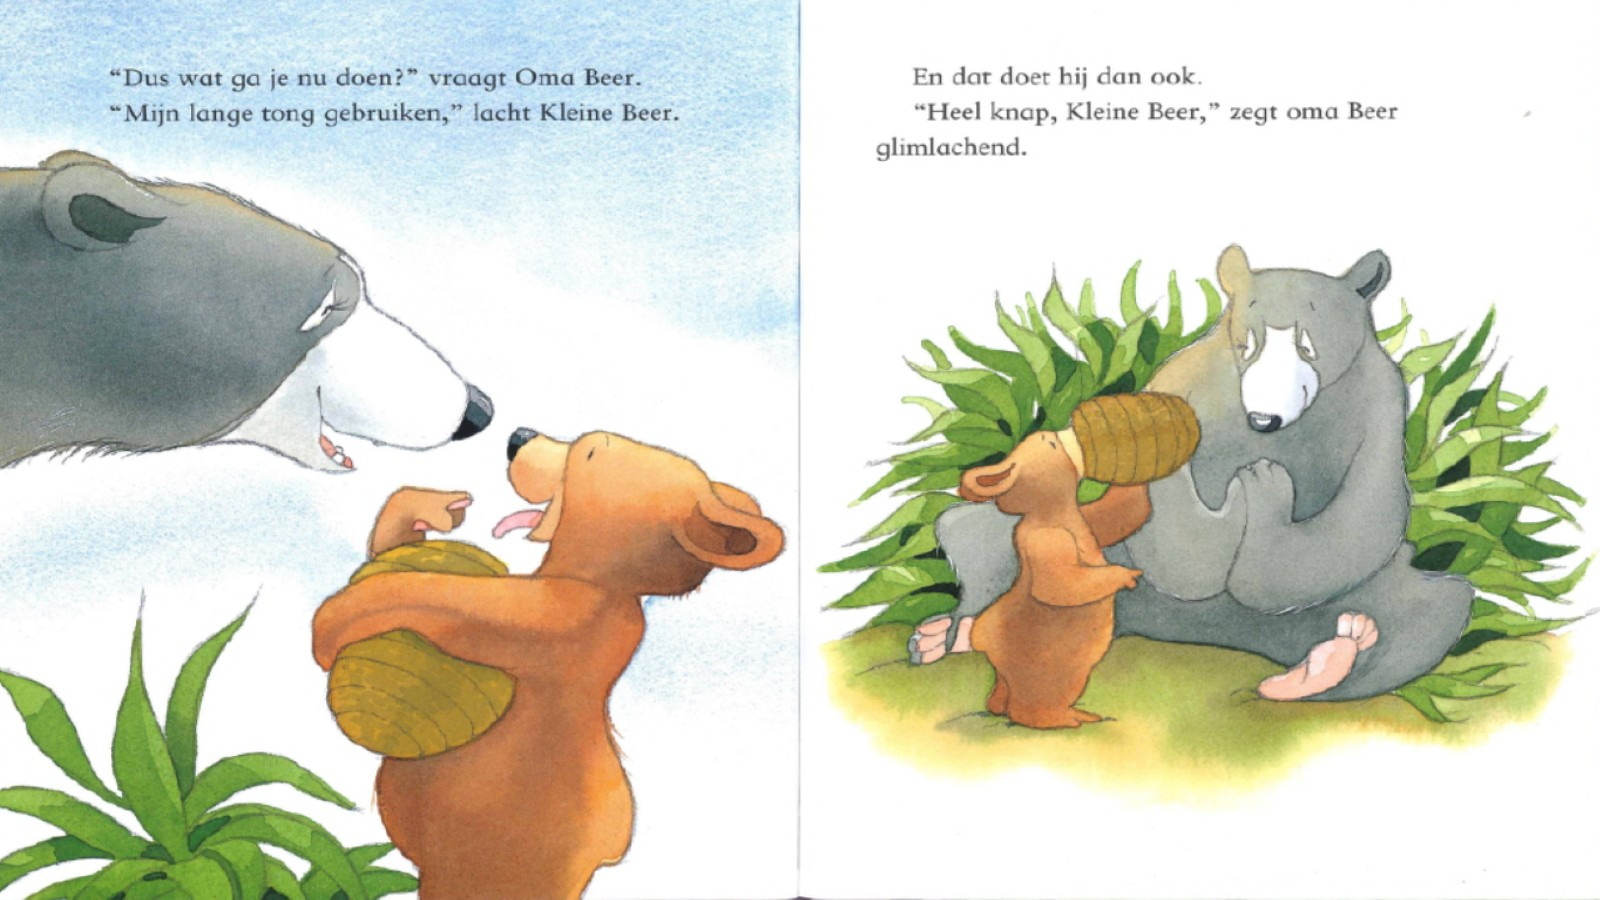 “Dus wat ga je nu doen?” vraagt Oma Beer.
“Mijn lange tong gebruiken,” lacht Kleine Beer.
En dat doet hij dan ook.
“Heel knap, Kleine Beer,” zegt oma Beer
glimlachend.